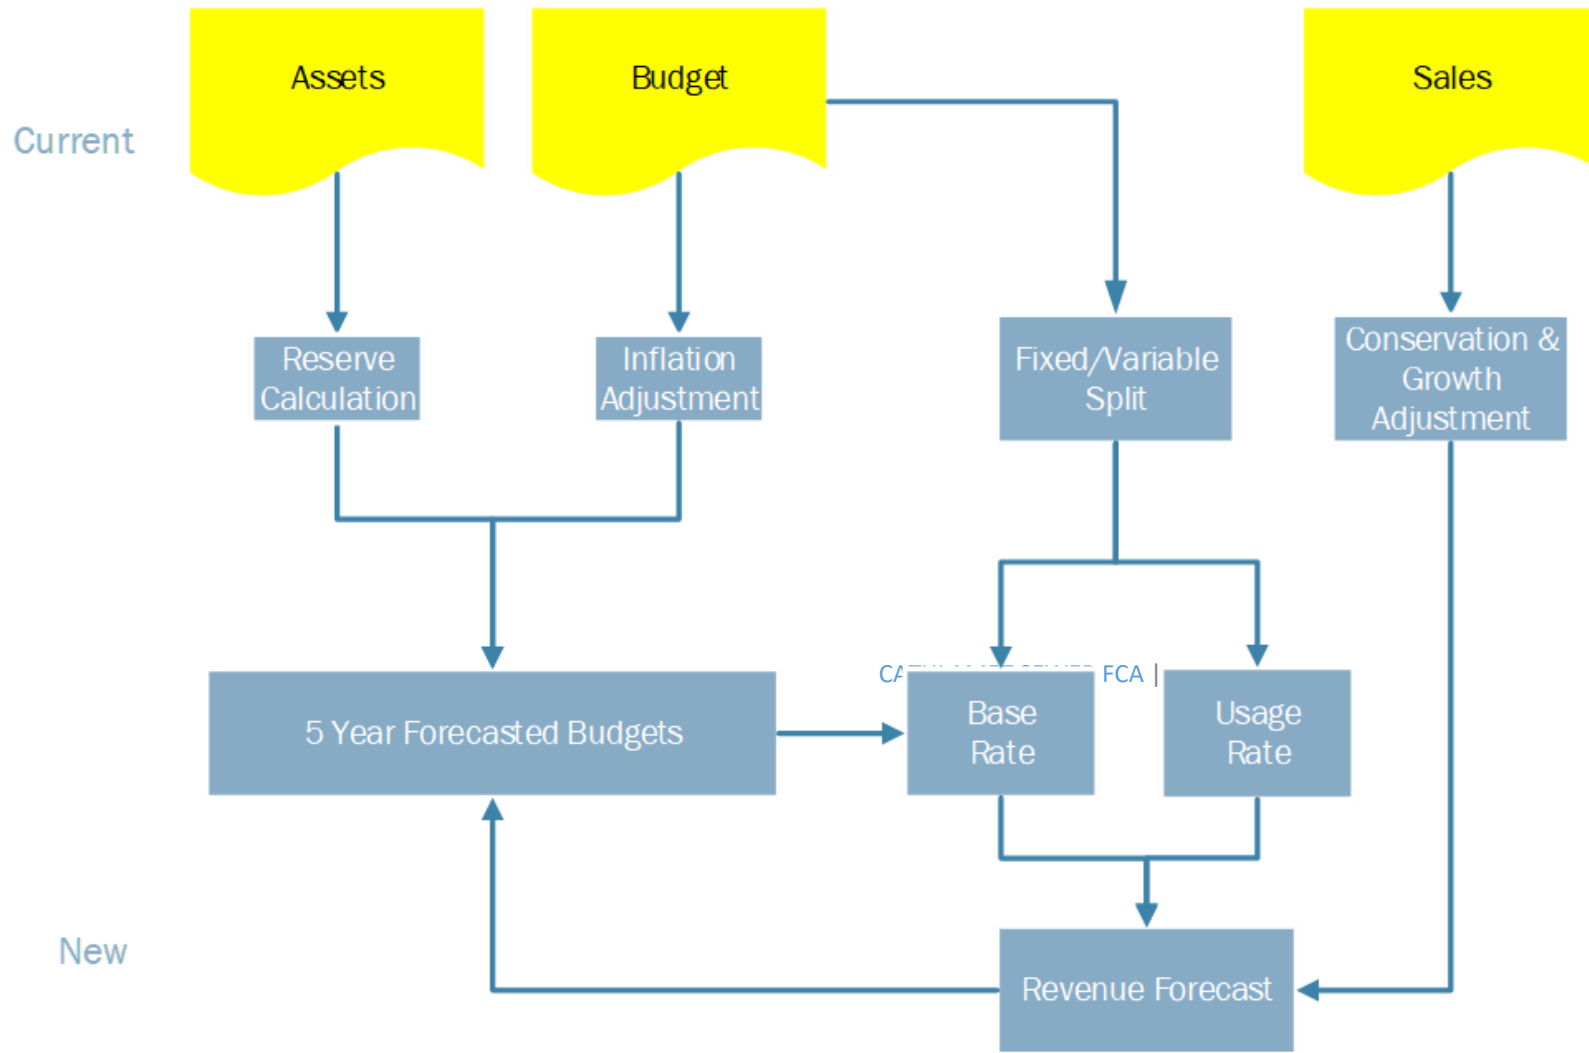 Assets
Budget
Sales
Current
Reserve
Calculation
Inflation
Adjustment
Fixed/Variable
Split
Conservation &
Growth
Adjustment
FCA |
5 Year Forecasted Budgets
Base
Rate
Usage
Rate
New
Revenue Forecast